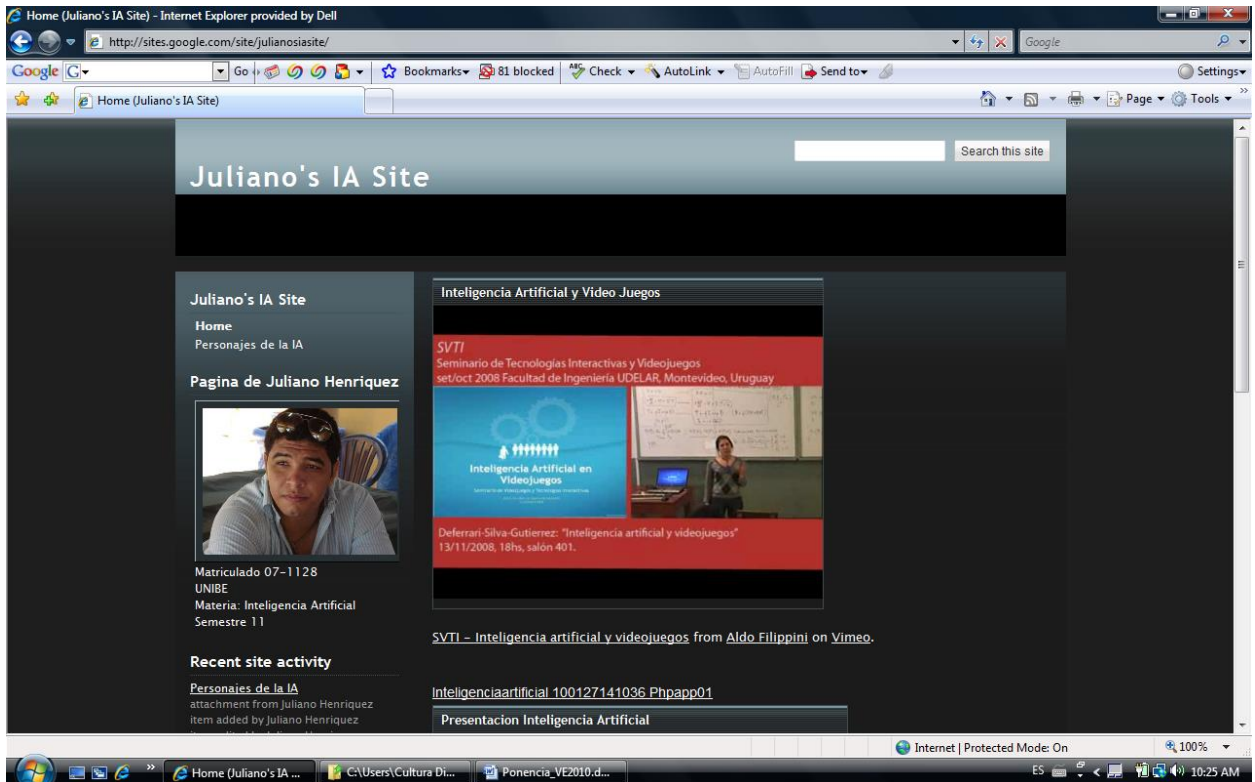 Home (Juliano's IA Site) - Internet Explorer provided by Dell
http://sites.google.com/site/julianosiasite/
Google
Google G Go Bookmarks 81 blocked Check AutoLink AutoFill Send to Settings
Home (Juliano's IA Site) Page Tools
Search this site
Juliano's IA Site
Juliano's IA Site
Home
Personajes de la IA
Pagina de Juliano Henriquez
Matriculado 07-1128
UNIBE
Materia: Inteligencia Artificial
Semestre 11
Recent site activity
Personajes de la IA
attachment from Juliano Henriquez
item added by Juliano Henriquez
Inteligencia Artificial y Video Juegos
SVTI
Seminario de Tecnologías Interactivas y Videojuegos
set/oct 2008 Facultad de Ingeniería UDELAR, Montevideo, Uruguay
Inteligencia Artificial en
Videojuegos
Deferrari-Silva-Gutierrez: "Inteligencia artificial y videojuegos"
13/11/2008, 18hs, salón 401.
SVTI – Inteligencia artificial y videojuegos from Aldo Filippini on Vimeo.
Inteligenciaartificial 100127141036 Phpapp01
Presentacion Inteligencia Artificial
Internet | Protected Mode: On 100%
Home (Juliano's IA ... C:\Users\Cultura Di... Ponencia_VE2010.d... ES 10:25 AM